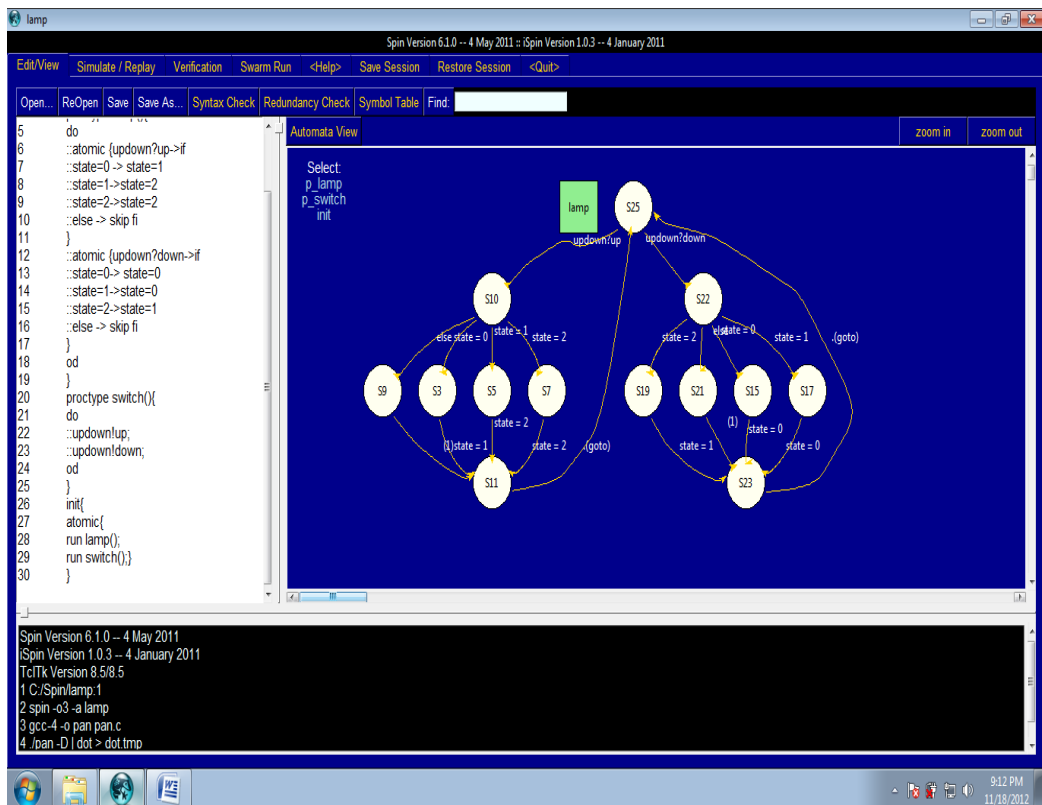 lamp
Spin Version 6.1.0 -- 4 May 2011 :: iSpin Version 1.0.3 -- 4 January 2011
Edit/View Simulate / Replay Verification Swarm Run <Help> Save Session Restore Session <Quit>
Open... ReOpen Save Save As... Syntax Check Redundancy Check Symbol Table Find:
5 do
6 ::atomic {updown?up->if
7 ::state=0 -> state=1
8 ::state=1->state=2
9 ::state=2->state=2
10 ::else -> skip fi
11 }
12 ::atomic {updown?down->if
13 ::state=0-> state=0
14 ::state=1->state=0
15 ::state=2->state=1
16 ::else -> skip fi
17 }
18 od
19 }
20 proctype switch(){
21 do
22 ::updown!up;
23 ::updown!down;
24 od
25 }
26 init{
27 atomic{
28 run lamp();
29 run switch();}
30 }
Automata View zoom in zoom out
Select:
p_lamp
p_switch
init
lamp S25
updown?up updown?down
S10 S22
else state = 0 state = 1 state = 2 state = 2 else state = 0 state = 1 .(goto)
S9 S3 S5 S7 S19 S21 S15 S17
(1) state = 1 state = 2 state = 2 .(goto) state = 1 (1) state = 0 state = 0
S11 S23
Spin Version 6.1.0 -- 4 May 2011
iSpin Version 1.0.3 -- 4 January 2011
TclTk Version 8.5/8.5
1 C:/Spin/lamp:1
2 spin -o3 -a lamp
3 gcc-4 -o pan pan.c
4 ./pan -D | dot > dot.tmp
9:12 PM
11/18/2012